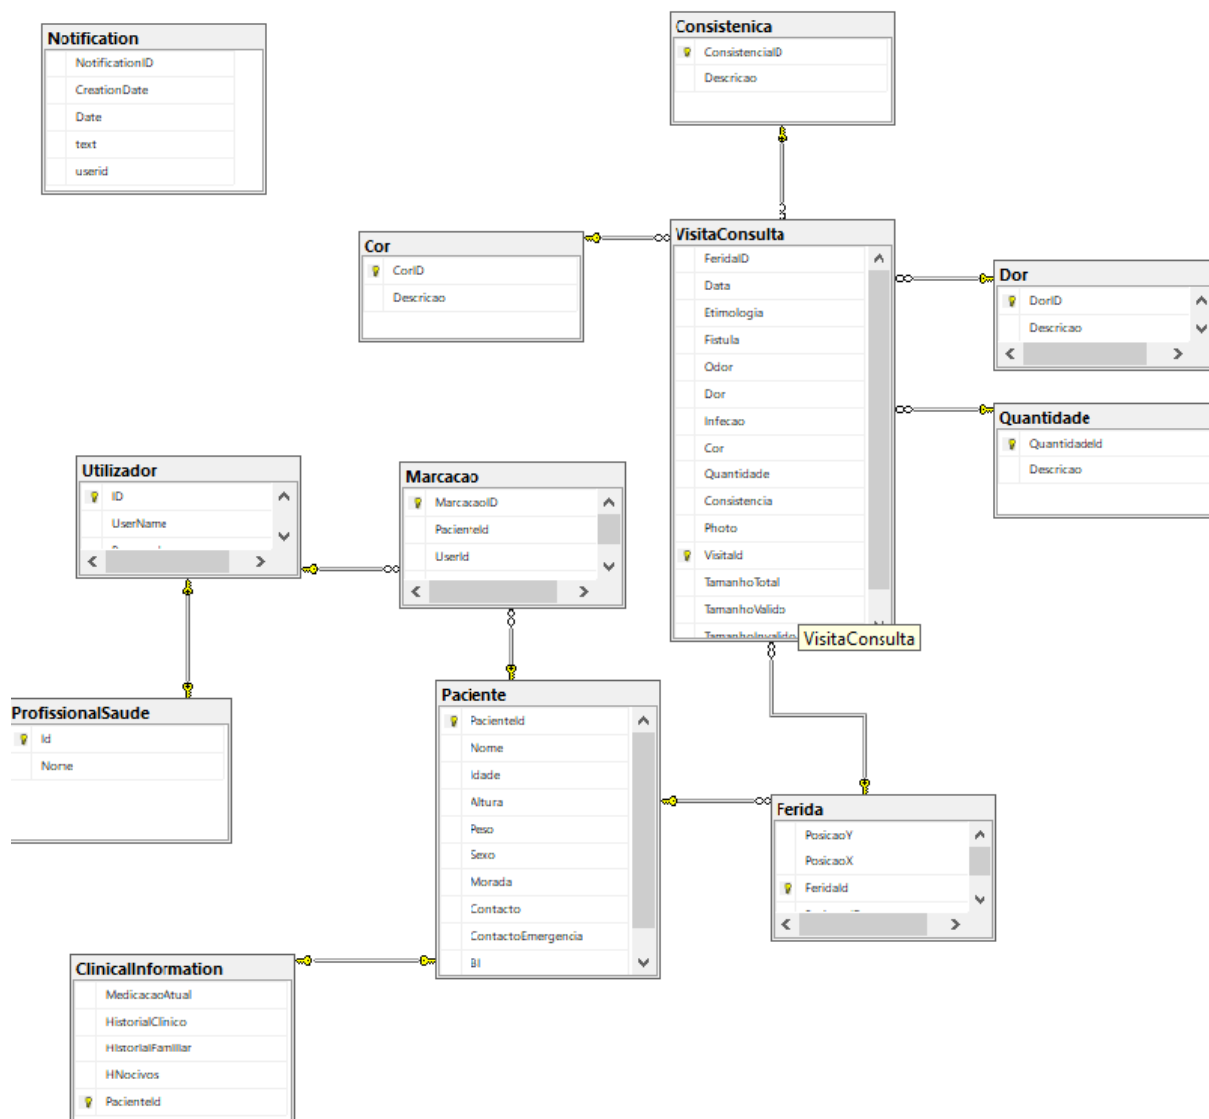 Notification
NotificationID
CreationDate
Date
text
userid
Consistenica
ConsistenciaID
Descricao
Cor
CorID
Descricao
VisitaConsulta
FeridaID
Data
Etimologia
Fistula
Odor
Dor
Infecao
Cor
Quantidade
Consistencia
Photo
VisitaId
TamanhoTotal
TamanhoValido
TamanhoInvalido
VisitaConsulta
Dor
DorID
Descricao
Quantidade
QuantidadeId
Descricao
Utilizador
ID
UserName
Marcacao
MarcacaoID
PacienteId
UserId
ProfissionalSaude
Id
Nome
Paciente
PacienteId
Nome
Idade
Altura
Peso
Sexo
Morada
Contacto
ContactoEmergencia
BI
Ferida
PosicaoY
PosicaoX
FeridaId
ClinicalInformation
MedicacaoAtual
HistorialClinico
HistorialFamiliar
HNocivos
PacienteId